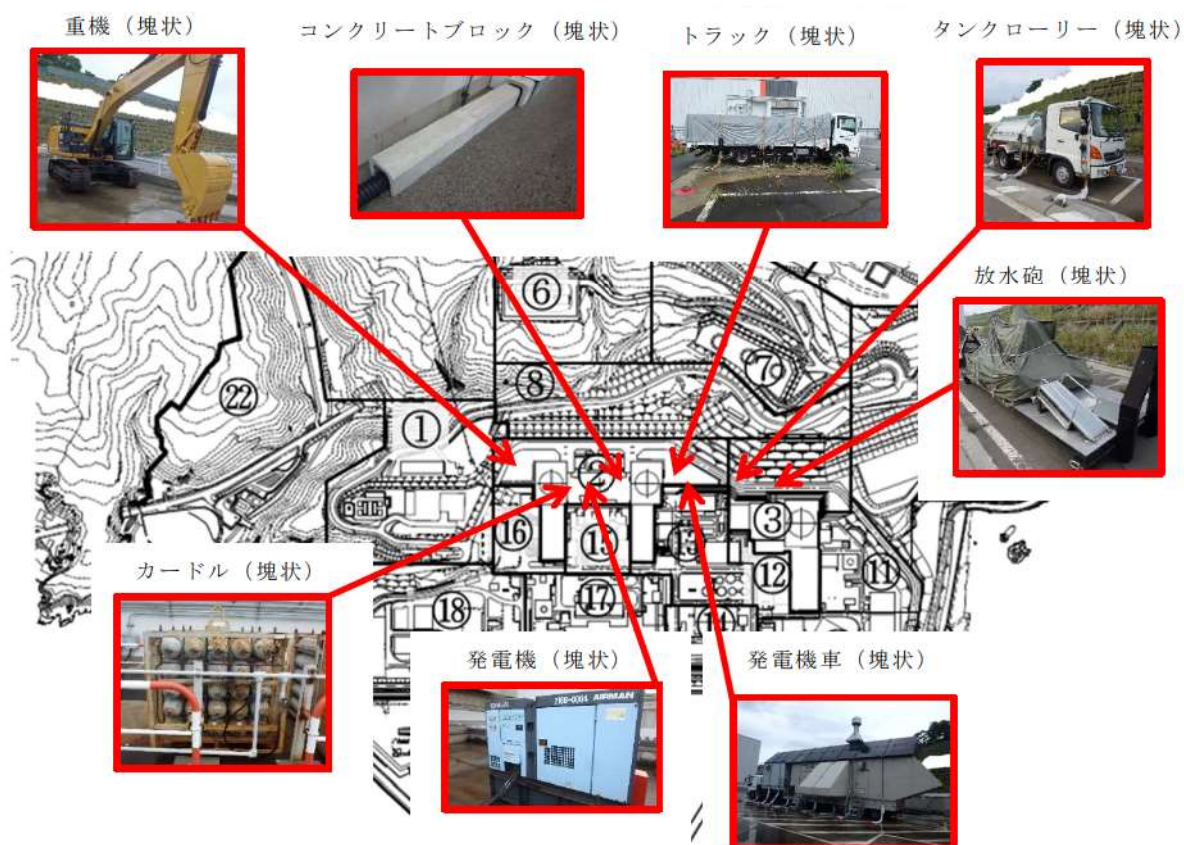 重機（塊状）
コンクリートブロック（塊状）
トラック（塊状）
タンクローリー（塊状）
放水砲（塊状）
⑥
⑦
⑧
㉒
①
②
③
⑯
⑮
⑬
⑫
⑪
カードル（塊状）
⑱
⑰
⑭
発電機（塊状）
発電機車（塊状）
AIRMAN